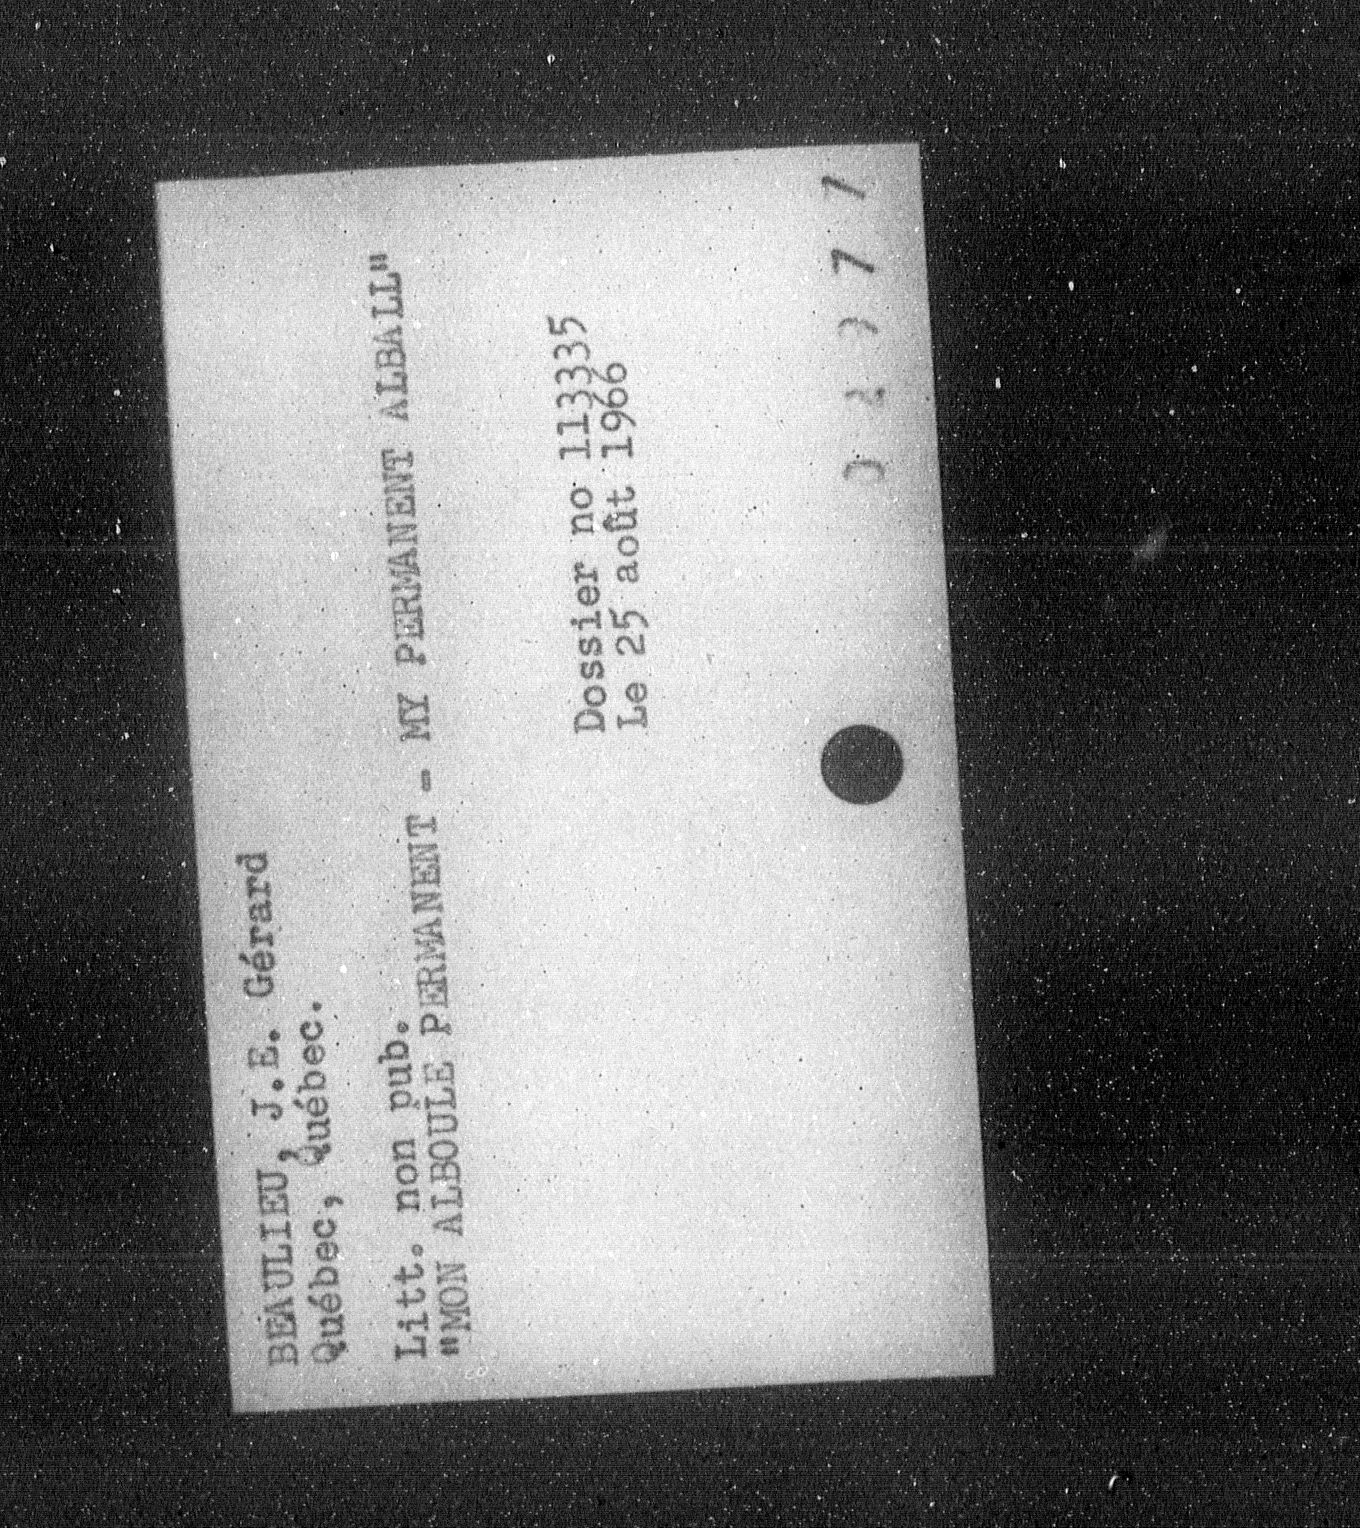 BEAULIEU, J.E. Gérard
Québec, Québec.
Litt. non pub.
"MON ALBOULE PERMANENT - MY PERMANENT ALBALL"
Dossier no 113335
Le 25 août 1966